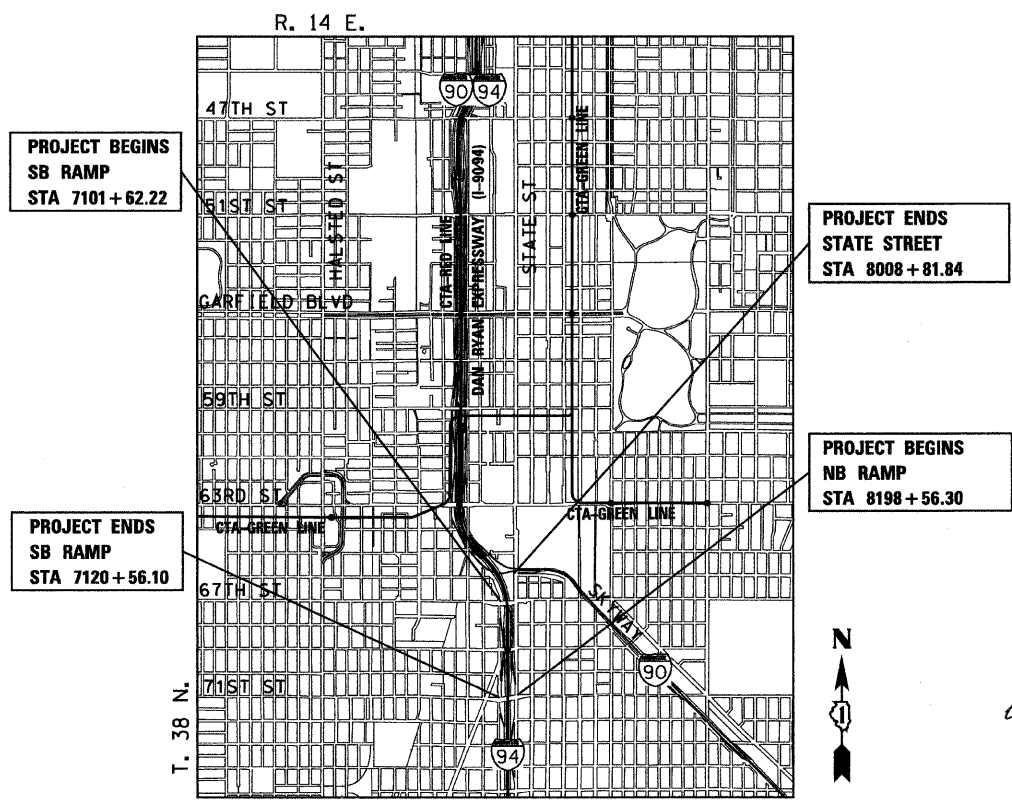 R. 14 E.
90 94
47TH ST
PROJECT BEGINS
SB RAMP
STA 7101+62.22
51ST ST
HALSTED ST
CTA-RED LINE
DAN RYAN EXPRESSWAY (I-90/94)
STATE ST
CTA-GREEN LINE
PROJECT ENDS
STATE STREET
STA 8008+81.84
GARFIELD BLVD
59TH ST
PROJECT BEGINS
NB RAMP
STA 8198+56.30
63RD ST
CTA-GREEN LINE
CTA-GREEN LINE
PROJECT ENDS
SB RAMP
STA 7120+56.10
67TH ST
SKYWAY
90
71ST ST
T. 38 N.
94
N
1